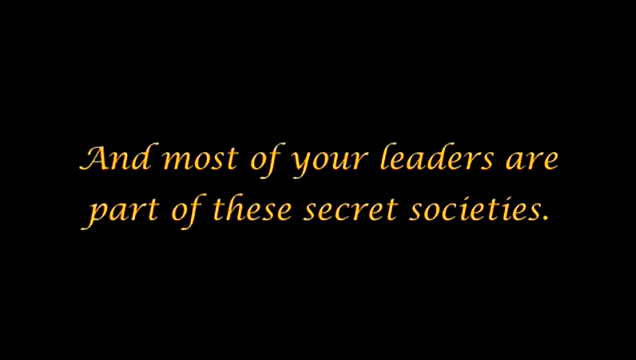 And most of your leaders are
part of these secret societies.